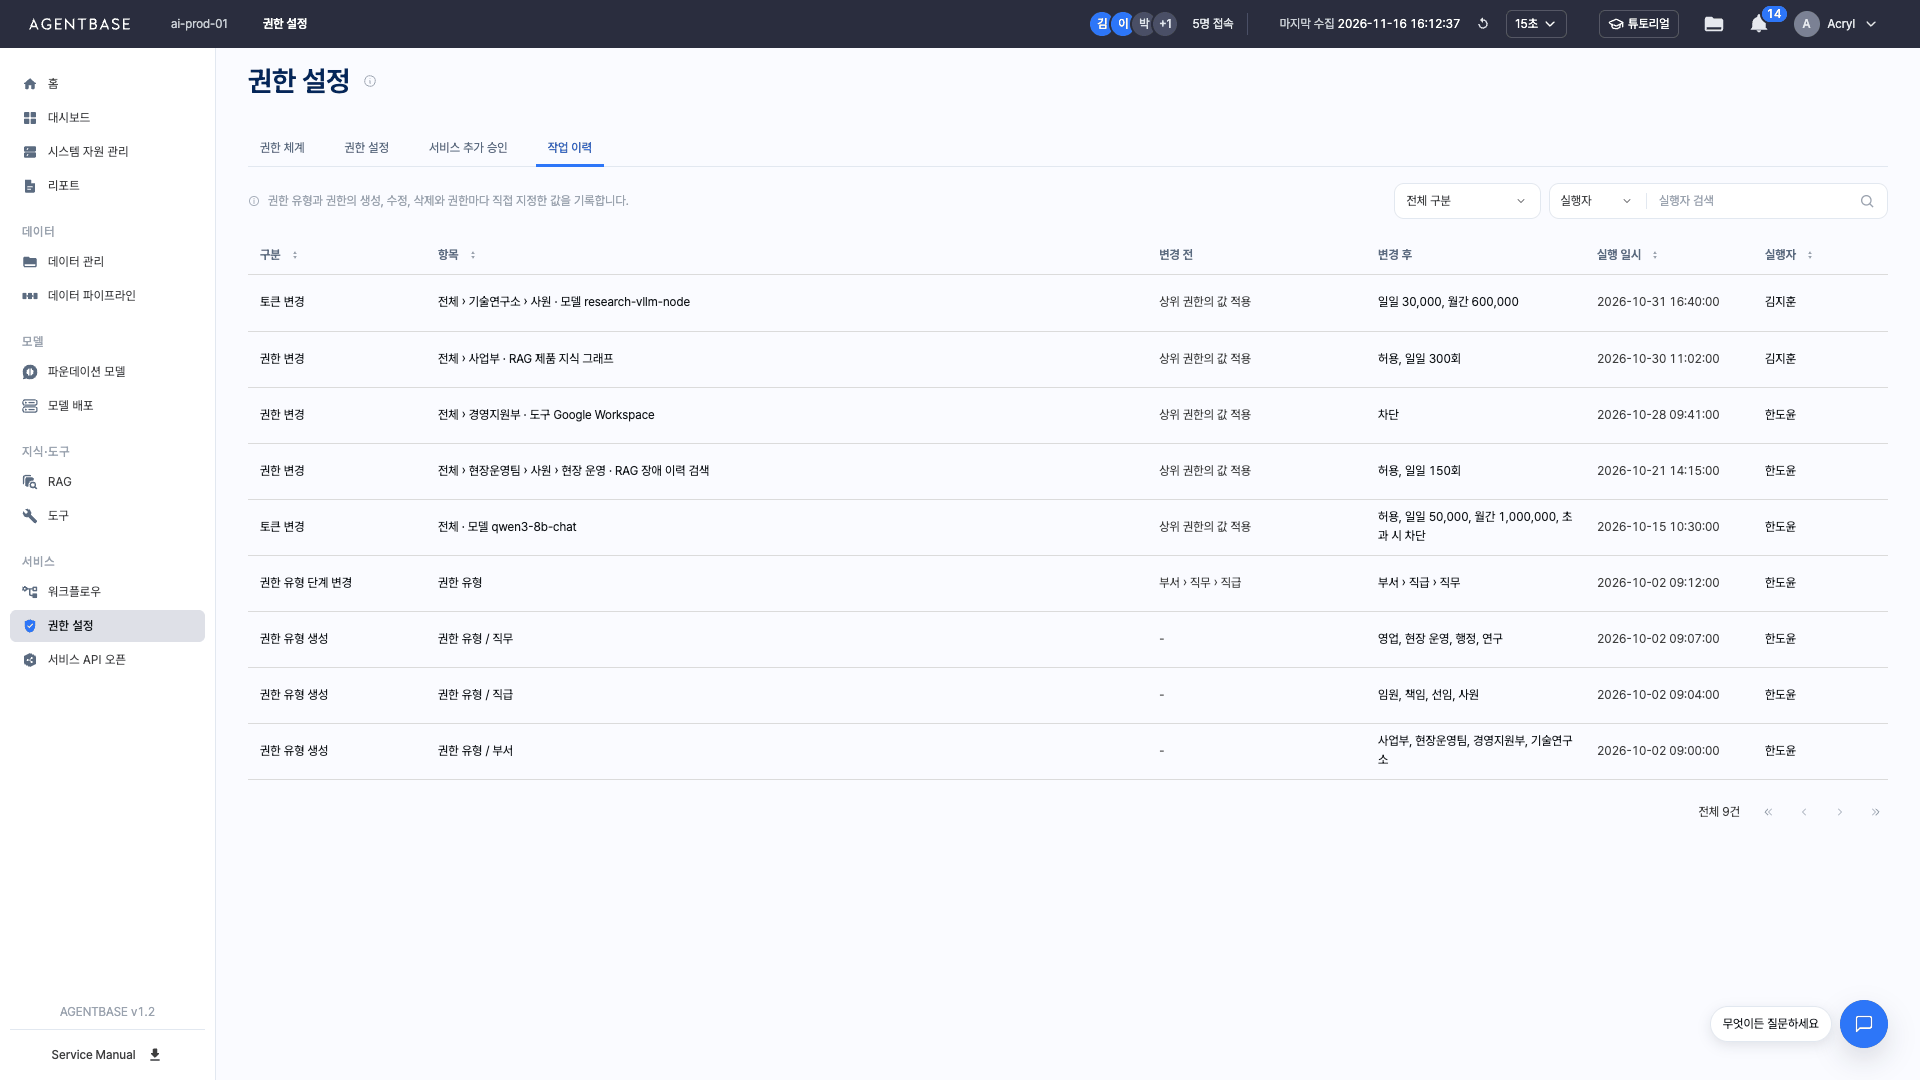 AGENTBASE
ai-prod-01
권한 설정
김 이 박 +1 5명 접속
마지막 수집 2026-11-16 16:12:37
15초
튜토리얼
14
A Acryl
홈
대시보드
시스템 자원 관리
리포트
데이터
데이터 관리
데이터 파이프라인
모델
파운데이션 모델
모델 배포
지식·도구
RAG
도구
서비스
워크플로우
권한 설정
서비스 API 오픈
AGENTBASE v1.2
Service Manual
권한 설정
권한 체계 권한 설정 서비스 추가 승인 작업 이력
권한 유형과 권한의 생성, 수정, 삭제와 권한마다 직접 지정한 값을 기록합니다.
전체 구분
실행자
실행자 검색
구분 항목 변경 전 변경 후 실행 일시 실행자
토큰 변경 전체 › 기술연구소 › 사원 · 모델 research-vllm-node 상위 권한의 값 적용 일일 30,000, 월간 600,000 2026-10-31 16:40:00 김지훈
권한 변경 전체 › 사업부 · RAG 제품 지식 그래프 상위 권한의 값 적용 허용, 일일 300회 2026-10-30 11:02:00 김지훈
권한 변경 전체 › 경영지원부 · 도구 Google Workspace 상위 권한의 값 적용 차단 2026-10-28 09:41:00 한도윤
권한 변경 전체 › 현장운영팀 › 사원 › 현장 운영 · RAG 장애 이력 검색 상위 권한의 값 적용 허용, 일일 150회 2026-10-21 14:15:00 한도윤
토큰 변경 전체 · 모델 qwen3-8b-chat 상위 권한의 값 적용 허용, 일일 50,000, 월간 1,000,000, 초
과 시 차단 2026-10-15 10:30:00 한도윤
권한 유형 단계 변경 권한 유형 부서 › 직무 › 직급 부서 › 직급 › 직무 2026-10-02 09:12:00 한도윤
권한 유형 생성 권한 유형 / 직무 - 영업, 현장 운영, 행정, 연구 2026-10-02 09:07:00 한도윤
권한 유형 생성 권한 유형 / 직급 - 임원, 책임, 선임, 사원 2026-10-02 09:04:00 한도윤
권한 유형 생성 권한 유형 / 부서 - 사업부, 현장운영팀, 경영지원부, 기술연구
소 2026-10-02 09:00:00 한도윤
전체 9건 « ‹ › »
무엇이든 질문하세요